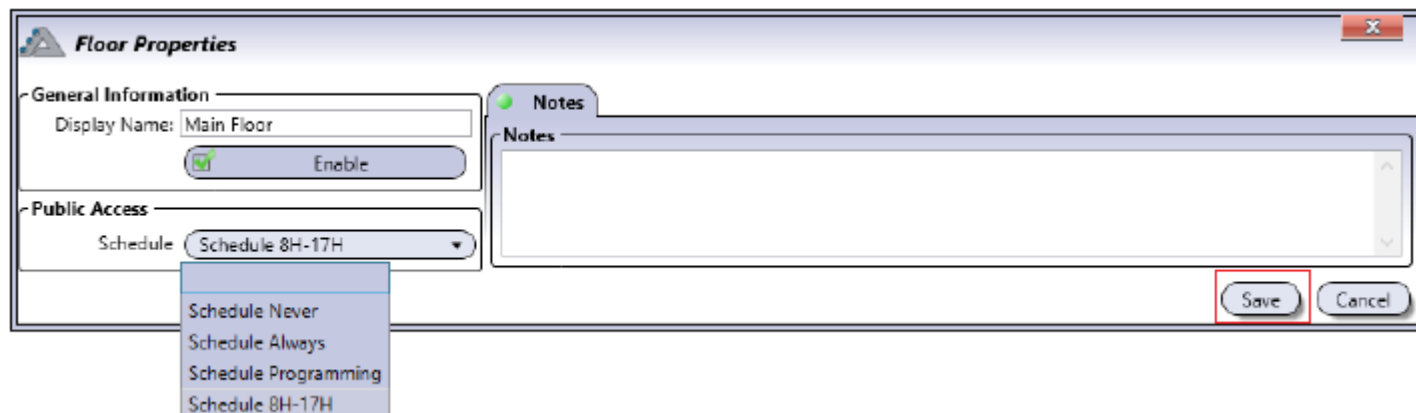 Floor Properties
General Information
Display Name: Main Floor
Enable
Public Access
Schedule Schedule 8H-17H
Schedule Never
Schedule Always
Schedule Programming
Schedule 8H-17H
Notes
Notes
Save Cancel